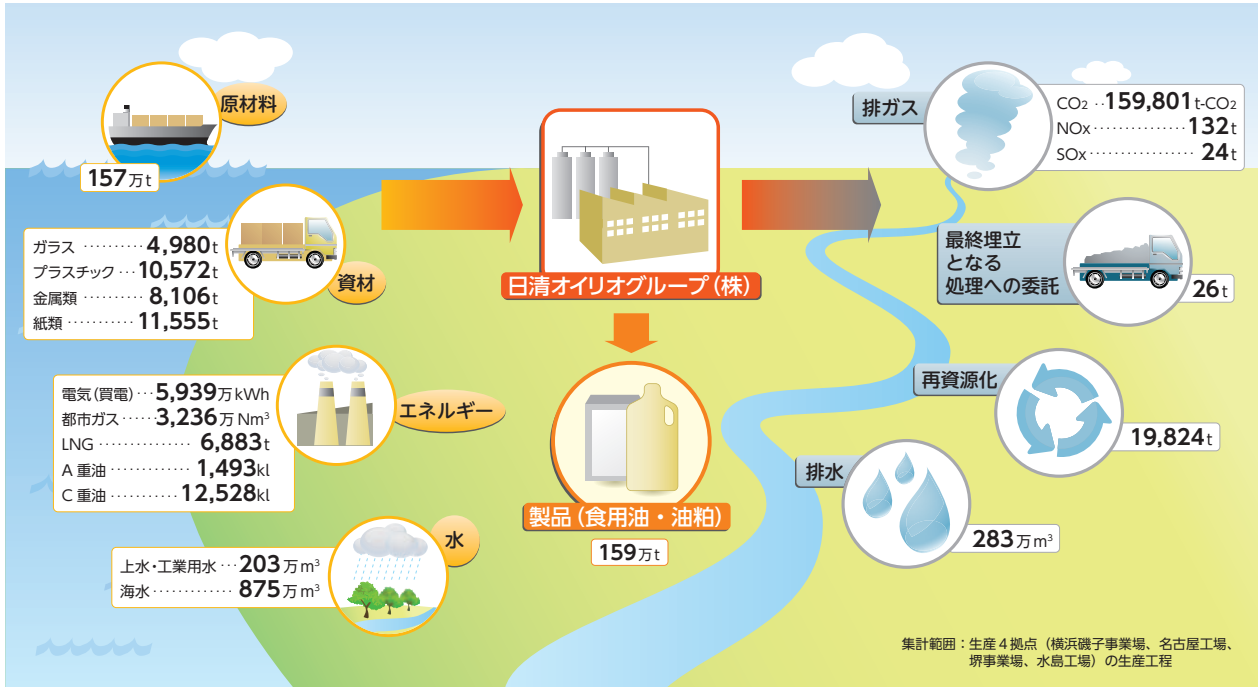 原材料
157万t
ガラス ·········· 4,980t
プラスチック ··· 10,572t
金属類 ·········· 8,106t
紙類 ··········· 11,555t
資材
電気(買電) ··· 5,939万kWh
都市ガス ······ 3,236万Nm³
LNG ··············· 6,883t
A 重油 ············· 1,493kl
C 重油 ··········· 12,528kl
エネルギー
水
上水・工業用水 ··· 203万m³
海水 ············· 875万m³
日清オイリオグループ(株)
製品(食用油・油粕)
159万t
排ガス
CO₂ ··159,801t-CO₂
NOx ··············· 132t
SOx ················ 24t
最終埋立
となる
処理への委託
26t
再資源化
19,824t
排水
283万m³
集計範囲：生産4拠点（横浜磯子事業場、名古屋工場、
堺事業場、水島工場）の生産工程